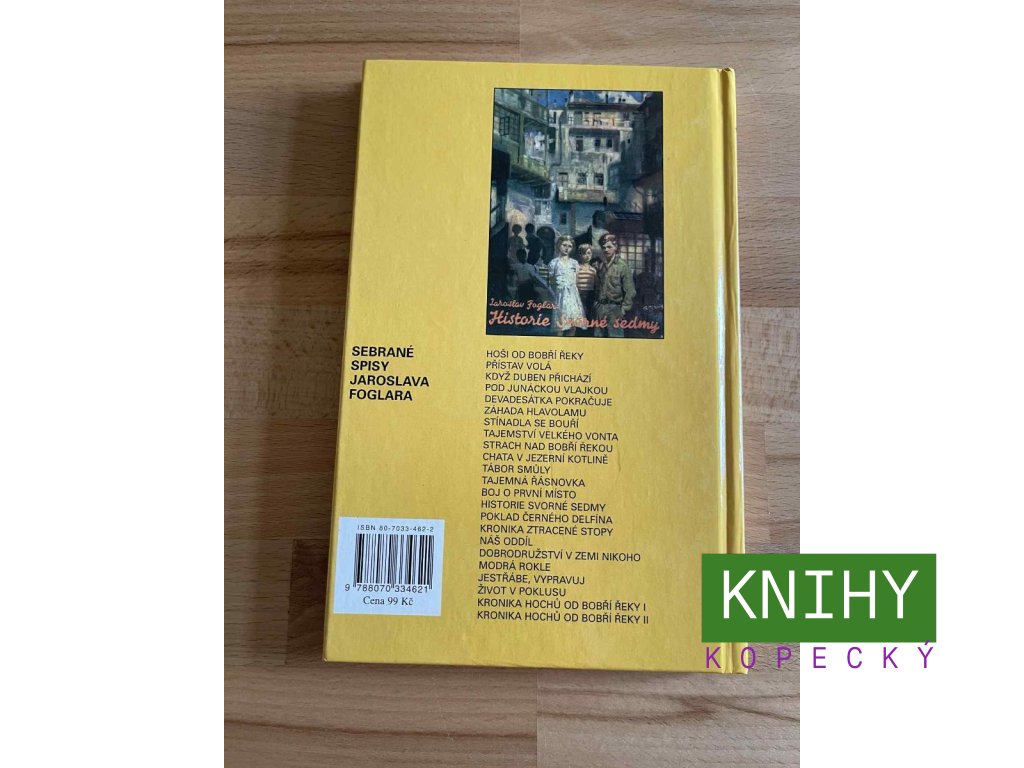 Jaroslav Foglar
Historie Svorné sedmy
SEBRANÉ
SPISY
JAROSLAVA
FOGLARA
HOŠI OD BOBŘÍ ŘEKY
PŘÍSTAV VOLÁ
KDYŽ DUBEN PŘICHÁZÍ
POD JUNÁCKOU VLAJKOU
DEVADESÁTKA POKRAČUJE
ZÁHADA HLAVOLAMU
STÍNADLA SE BOUŘÍ
TAJEMSTVÍ VELKÉHO VONTA
STRACH NAD BOBŘÍ ŘEKOU
CHATA V JEZERNÍ KOTLINĚ
TÁBOR SMŮLY
TAJEMNÁ ŘÁSNOVKA
BOJ O PRVNÍ MÍSTO
HISTORIE SVORNÉ SEDMY
POKLAD ČERNÉHO DELFÍNA
KRONIKA ZTRACENÉ STOPY
NÁŠ ODDÍL
DOBRODRUŽSTVÍ V ZEMI NIKOHO
MODRÁ ROKLE
JESTŘÁBE, VYPRAVUJ
ŽIVOT V POKLUSU
KRONIKA HOCHŮ OD BOBŘÍ ŘEKY I
KRONIKA HOCHŮ OD BOBŘÍ ŘEKY II
ISBN 80-7033-462-2
9 788070 334621
Cena 99 Kč
KNIHY
KOPECKÝ